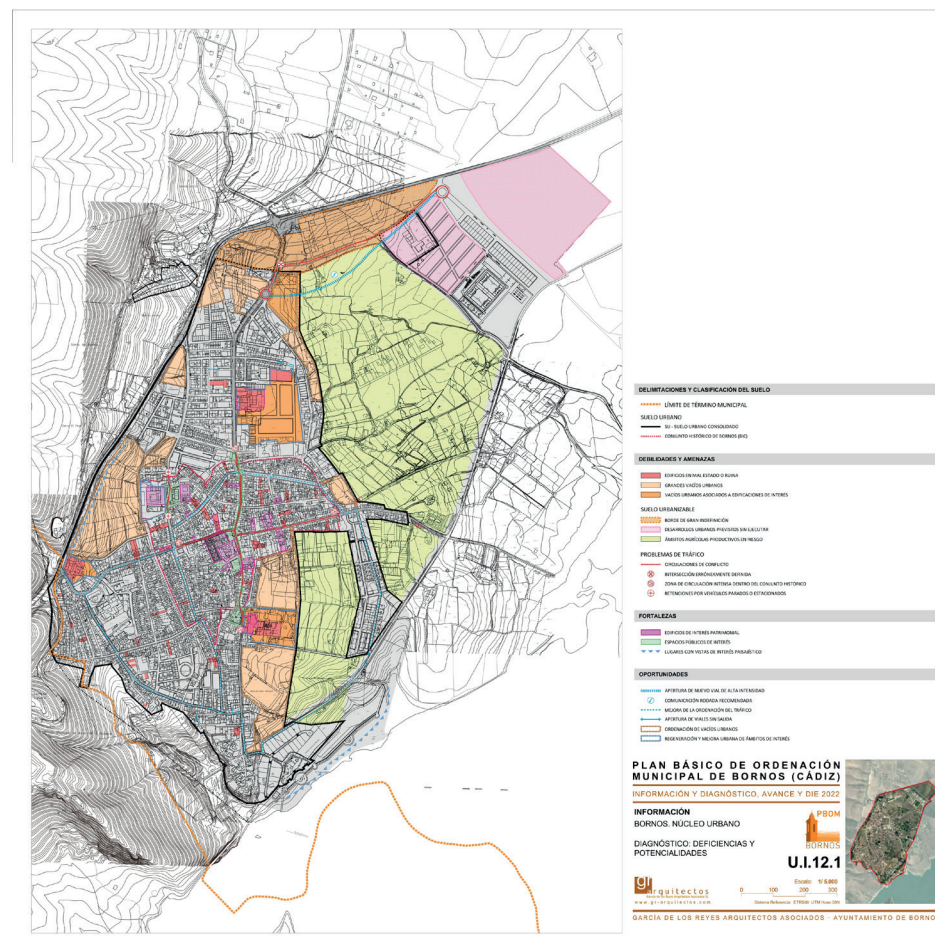 DELIMITACIONES Y CLASIFICACIÓN DEL SUELO
LÍMITE DE TÉRMINO MUNICIPAL
SUELO URBANO
SU - SUELO URBANO CONSOLIDADO
CONJUNTO HISTÓRICO DE BORNOS (BIC)
DEBILIDADES Y AMENAZAS
EDIFICIOS EN MAL ESTADO O RUINA
GRANDES VACÍOS URBANOS
VACÍOS URBANOS ASOCIADOS A EDIFICACIONES DE INTERÉS
SUELO URBANIZABLE
BORDE DE GRAN INDEFINICIÓN
DESARROLLOS URBANOS PREVISTOS SIN EJECUTAR
ÁMBITOS AGRÍCOLAS PRODUCTIVOS EN RIESGO
PROBLEMAS DE TRÁFICO
CIRCULACIONES DE CONFLICTO
INTERSECCIÓN ERRÓNEAMENTE DEFINIDA
ZONA DE CIRCULACIÓN INTENSA DENTRO DEL CONJUNTO HISTÓRICO
RETENCIONES POR VEHÍCULOS PARADOS O ESTACIONADOS
FORTALEZAS
EDIFICIOS DE INTERÉS PATRIMONIAL
ESPACIOS PÚBLICOS DE INTERÉS
LUGARES CON VISTAS DE INTERÉS PAISAJÍSTICO
OPORTUNIDADES
APERTURA DE NUEVO VIAL DE ALTA INTENSIDAD
COMUNICACIÓN RODADA RECOMENDADA
MEJORA DE LA ORDENACIÓN DEL TRÁFICO
APERTURA DE VIALES SIN SALIDA
ORDENACIÓN DE VACÍOS URBANOS
REGENERACIÓN Y MEJORA URBANA DE ÁMBITOS DE INTERÉS
PLAN BÁSICO DE ORDENACIÓN
MUNICIPAL DE BORNOS (CÁDIZ)
INFORMACIÓN Y DIAGNÓSTICO, AVANCE Y DIE 2022
INFORMACIÓN
BORNOS. NÚCLEO URBANO
PBOM
BORNOS
DIAGNÓSTICO: DEFICIENCIAS Y
POTENCIALIDADES
U.I.12.1
gr arquitectos
www.gr-arquitectos.com
Escala: 1/ 5.000
0 100 200 300
GARCÍA DE LOS REYES ARQUITECTOS ASOCIADOS · AYUNTAMIENTO DE BORNO